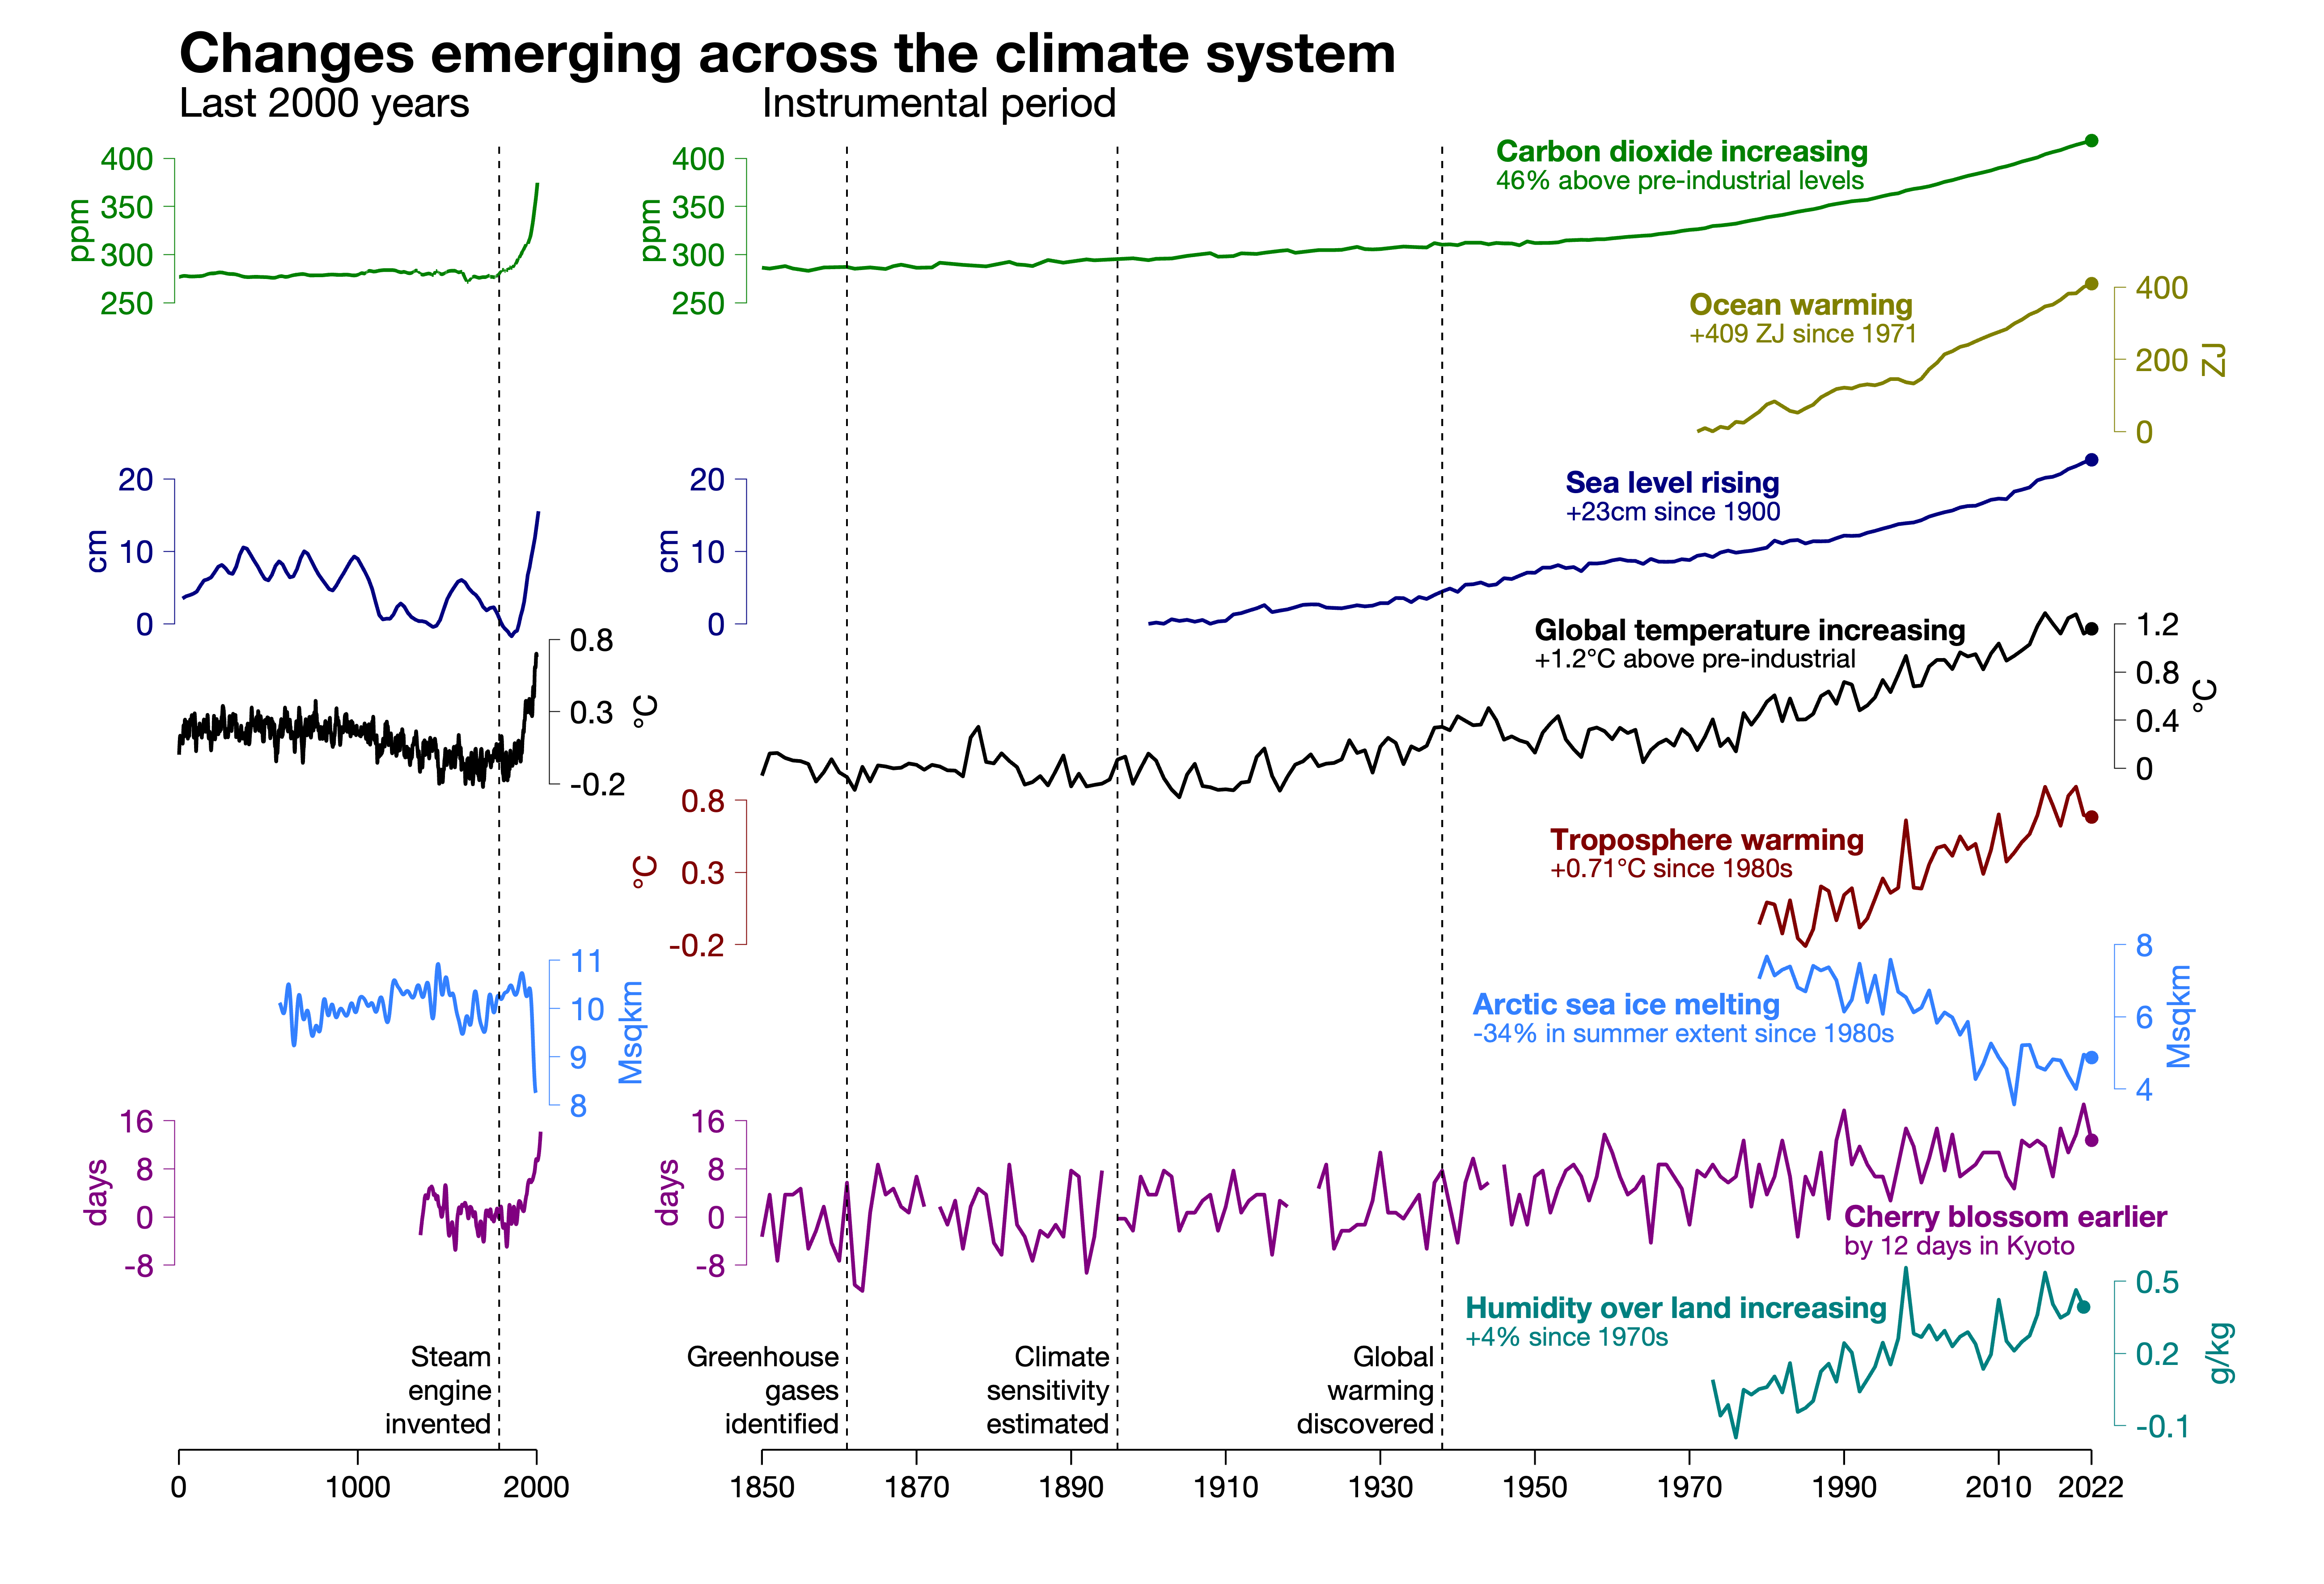 Changes emerging across the climate system
Last 2000 years
Instrumental period
400
350
300
250
ppm
400
350
300
250
ppm
Carbon dioxide increasing
46% above pre-industrial levels
Ocean warming
+409 ZJ since 1971
400
200
0
ZJ
20
10
0
cm
20
10
0
cm
Sea level rising
+23cm since 1900
0.8
0.3
-0.2
°C
Global temperature increasing
+1.2°C above pre-industrial
1.2
0.8
0.4
0
°C
0.8
0.3
-0.2
°C
Troposphere warming
+0.71°C since 1980s
11
10
9
8
Msqkm
Arctic sea ice melting
-34% in summer extent since 1980s
8
6
4
Msqkm
16
8
0
-8
days
16
8
0
-8
days
Cherry blossom earlier
by 12 days in Kyoto
Humidity over land increasing
+4% since 1970s
0.5
0.2
-0.1
g/kg
Steam
engine
invented
Greenhouse
gases
identified
Climate
sensitivity
estimated
Global
warming
discovered
0 1000 2000
1850 1870 1890 1910 1930 1950 1970 1990 2010 2022